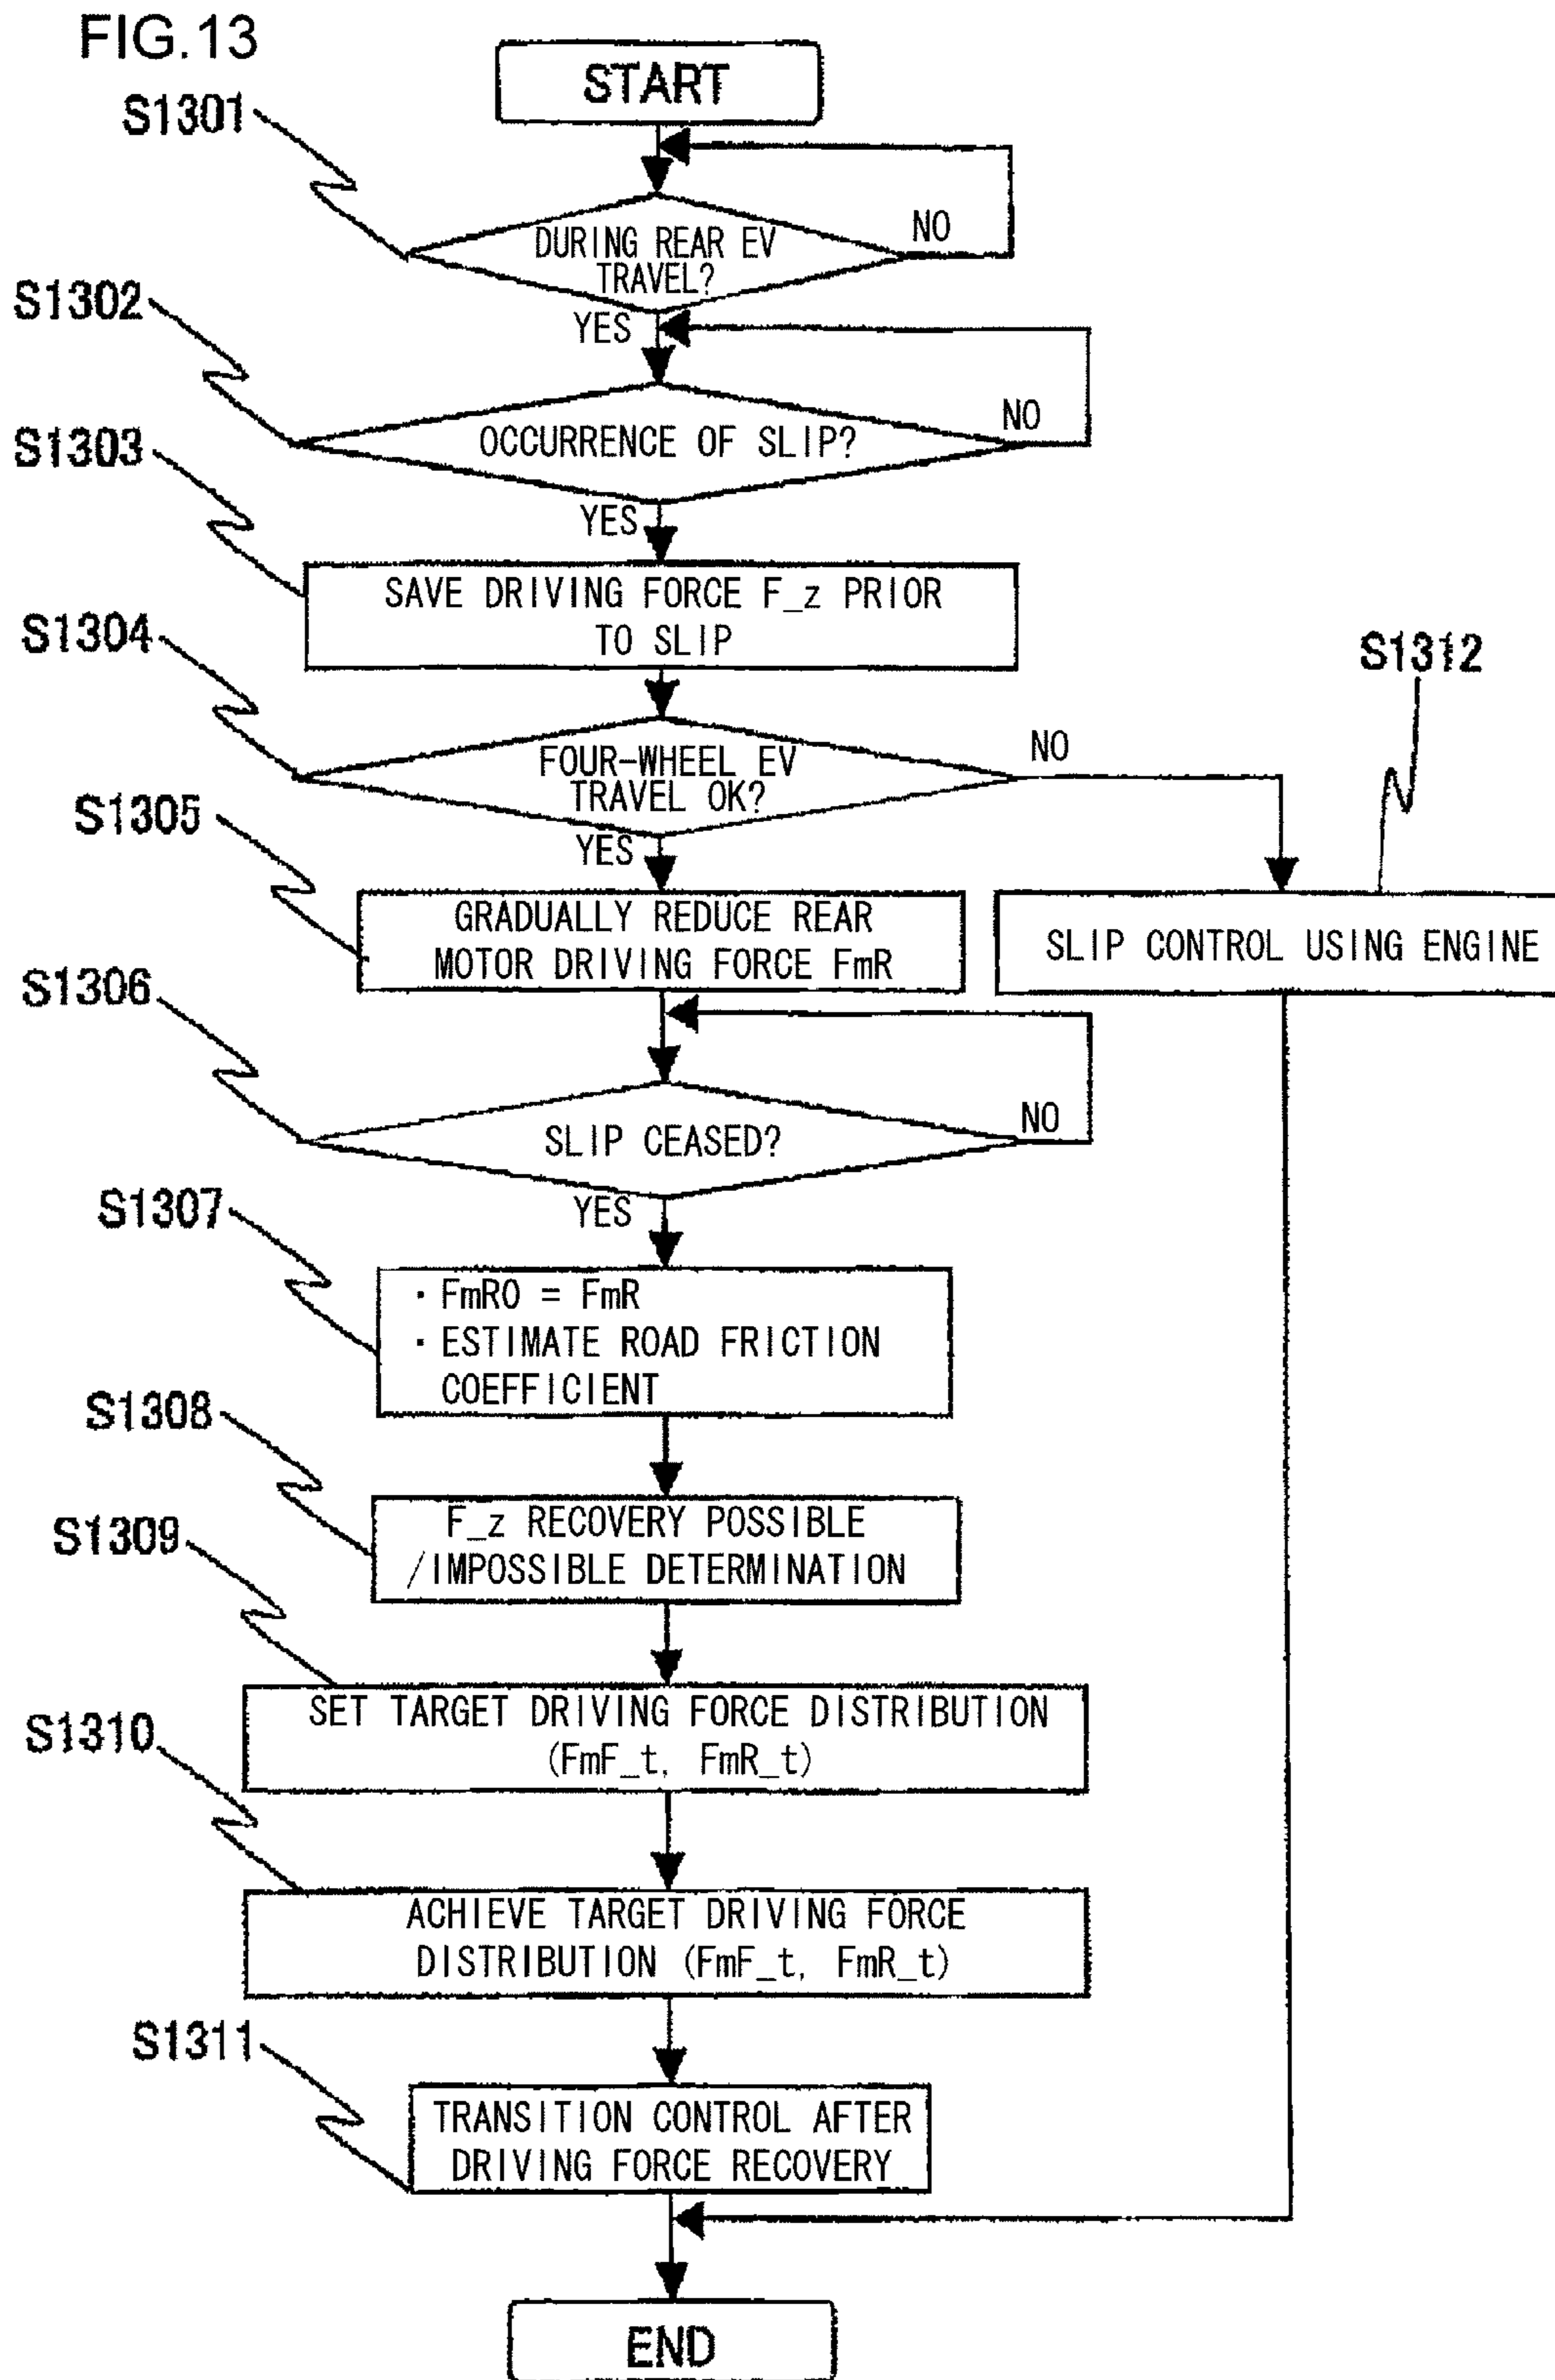 FIG.13
START
S1301
DURING REAR EV
TRAVEL?
NO
YES
S1302
OCCURRENCE OF SLIP?
NO
YES
S1303
SAVE DRIVING FORCE F_z PRIOR
TO SLIP
S1304
FOUR-WHEEL EV
TRAVEL OK?
NO
YES
S1312
SLIP CONTROL USING ENGINE
S1305
GRADUALLY REDUCE REAR
MOTOR DRIVING FORCE FmR
S1306
SLIP CEASED?
NO
YES
S1307
・FmR0 = FmR
・ESTIMATE ROAD FRICTION
COEFFICIENT
S1308
F_z RECOVERY POSSIBLE
/IMPOSSIBLE DETERMINATION
S1309
SET TARGET DRIVING FORCE DISTRIBUTION
(FmF_t, FmR_t)
S1310
ACHIEVE TARGET DRIVING FORCE
DISTRIBUTION (FmF_t, FmR_t)
S1311
TRANSITION CONTROL AFTER
DRIVING FORCE RECOVERY
END